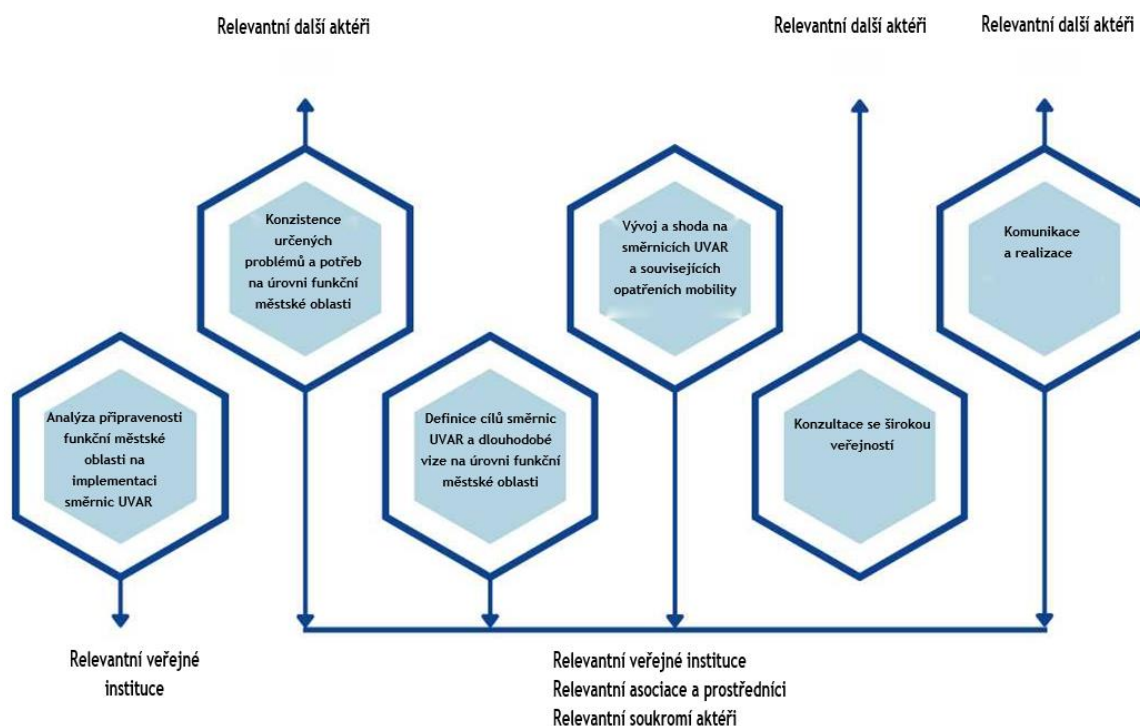 Relevantní další aktéři
Relevantní další aktéři
Relevantní další aktéři
Konzistence
určených
problémů a potřeb
na úrovni funkční
městské oblasti
Vývoj a shoda na
směrnicích UVAR
a souvisejících
opatřeních mobility
Komunikace
a realizace
Analýza připravenosti
funkční městské
oblasti na
implementaci
směrnic UVAR
Definice cílů směrnic
UVAR a dlouhodobé
vize na úrovni funkční
městské oblasti
Konzultace se širokou
veřejností
Relevantní veřejné
instituce
Relevantní veřejné instituce
Relevantní asociace a prostředníci
Relevantní soukromí aktéři